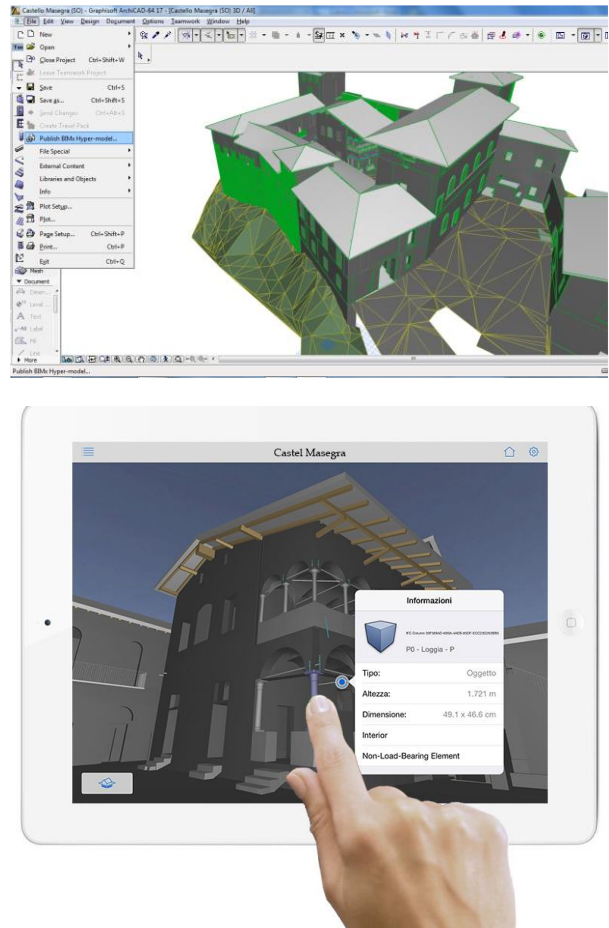 Castello Masegra (SO) - Graphisoft ArchiCAD-64 17 - [Castello Masegra (SO) 3D / All]
File Edit View Design Document Options Teamwork Window Help
New
Open
Close Project Ctrl+Shift+W
Leave Teamwork Project
Save Ctrl+S
Save as... Ctrl+Shift+S
Send Changes Ctrl+Alt+S
Create Travel Pack
Publish BIMx Hyper-model...
File Special
External Content
Libraries and Objects
Info
Plot Setup...
Plot...
Page Setup... Ctrl+Shift+P
Print... Ctrl+P
Exit Ctrl+Q
Mesh
Document
Dimen...
Level ...
Text
Label
Fill
Line
More
Publish BIMx Hyper-model...
Castel Masegra
Informazioni
P0 - Loggia - P
Tipo: Oggetto
Altezza: 1.721 m
Dimensione: 49.1 x 46.6 cm
Interior
Non-Load-Bearing Element